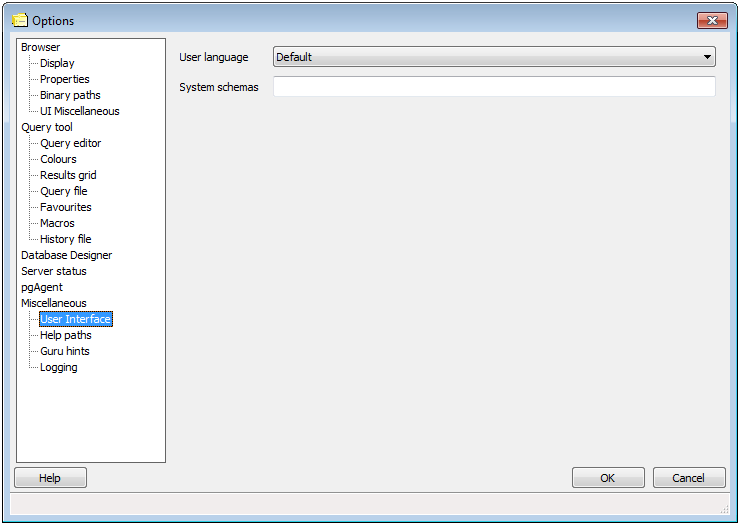 Options
Browser
Display
Properties
Binary paths
UI Miscellaneous
Query tool
Query editor
Colours
Results grid
Query file
Favourites
Macros
History file
Database Designer
Server status
pgAgent
Miscellaneous
User Interface
Help paths
Guru hints
Logging
User language Default
System schemas
Help OK Cancel